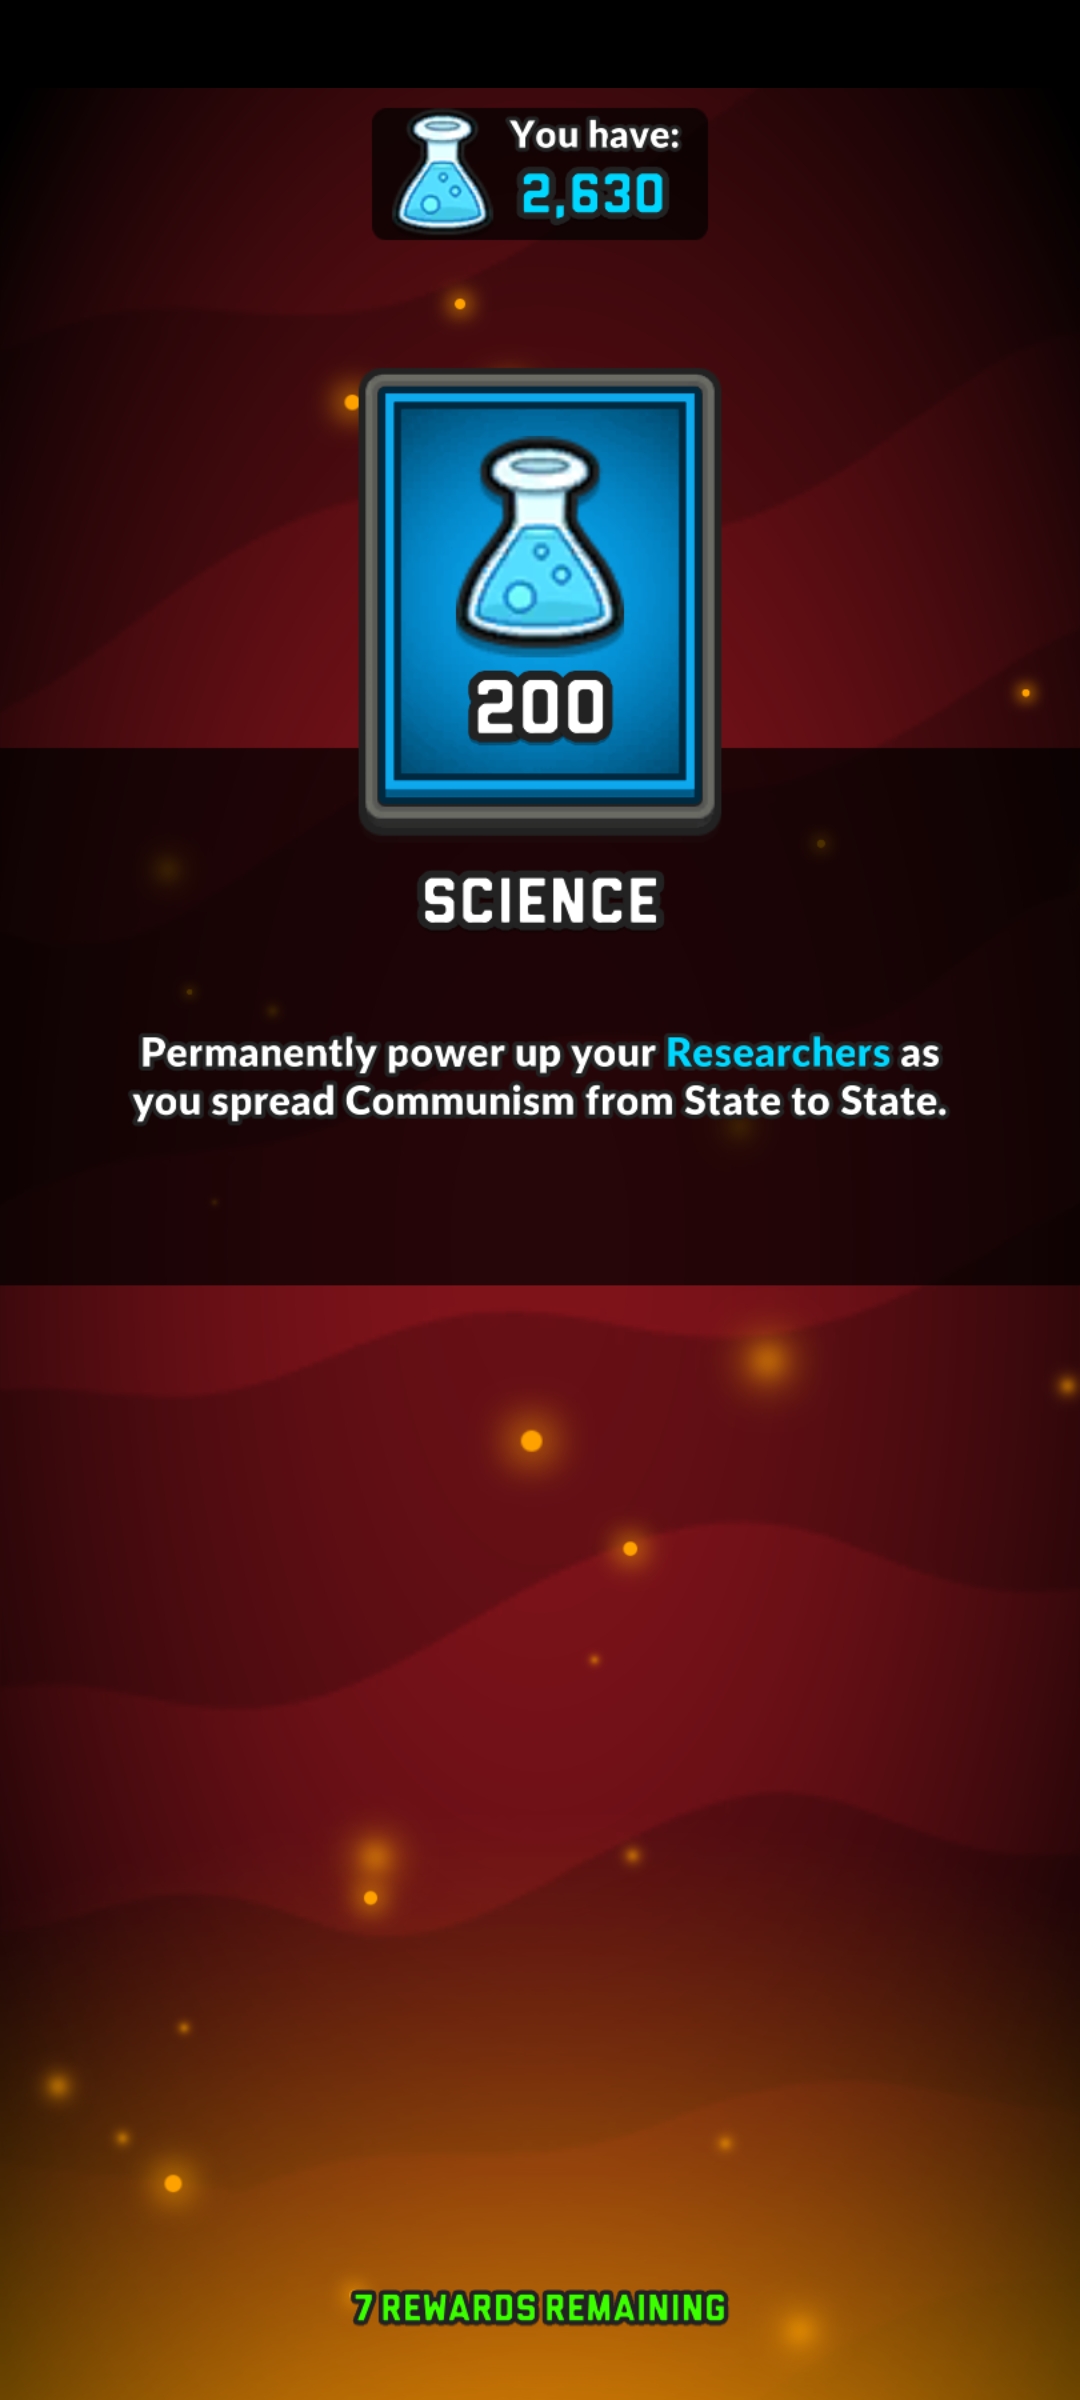 You have:
2,630
200
SCIENCE
Permanently power up your Researchers as
you spread Communism from State to State.
7 REWARDS REMAINING